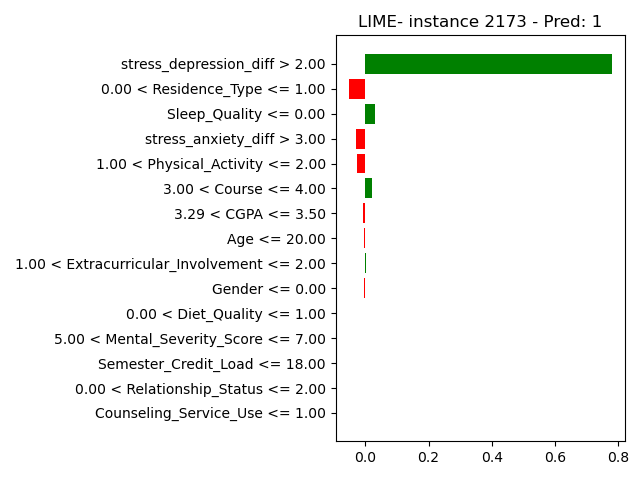 LIME- instance 2173 - Pred: 1
stress_depression_diff > 2.00
0.00 < Residence_Type <= 1.00
Sleep_Quality <= 0.00
stress_anxiety_diff > 3.00
1.00 < Physical_Activity <= 2.00
3.00 < Course <= 4.00
3.29 < CGPA <= 3.50
Age <= 20.00
1.00 < Extracurricular_Involvement <= 2.00
Gender <= 0.00
0.00 < Diet_Quality <= 1.00
5.00 < Mental_Severity_Score <= 7.00
Semester_Credit_Load <= 18.00
0.00 < Relationship_Status <= 2.00
Counseling_Service_Use <= 1.00
0.0 0.2 0.4 0.6 0.8